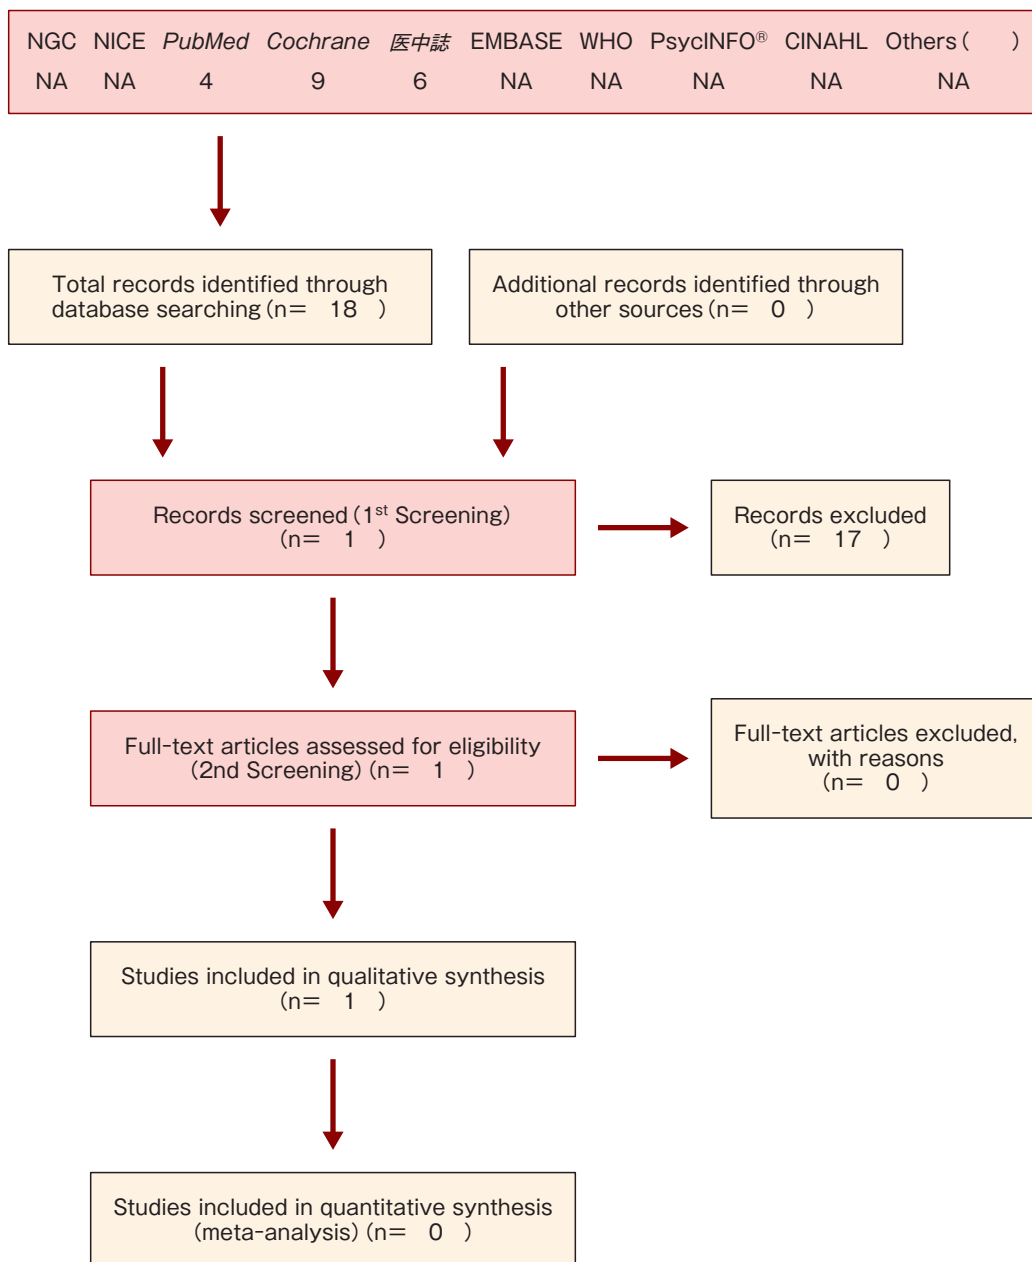 NGC NICE PubMed Cochrane 医中誌 EMBASE WHO PsycINFO® CINAHL Others (　　)
NA NA 4 9 6 NA NA NA NA NA
Total records identified through
database searching (n=　18　)
Additional records identified through
other sources (n=　0　)
Records screened (1st Screening)
(n=　1　)
Records excluded
(n=　17　)
Full-text articles assessed for eligibility
(2nd Screening) (n=　1　)
Full-text articles excluded,
with reasons
(n=　0　)
Studies included in qualitative synthesis
(n=　1　)
Studies included in quantitative synthesis
(meta-analysis) (n=　0　)